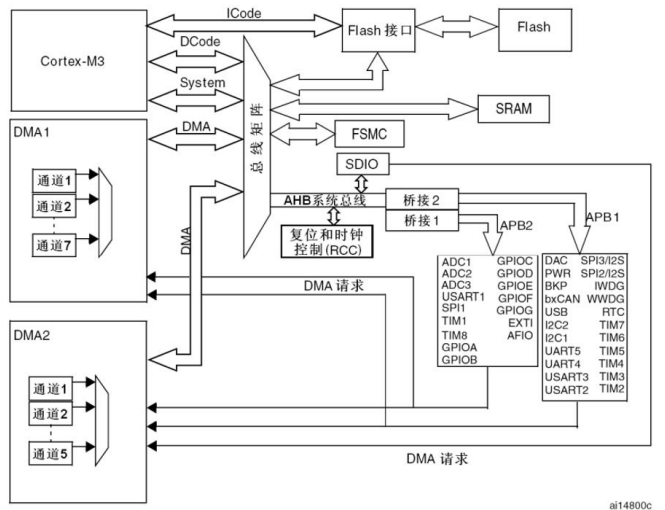 ICode
Cortex-M3
DCode
System
Flash 接口
Flash
SRAM
FSMC
SDIO
总线矩阵
DMA1
DMA
通道1
通道2
通道7
DMA
AHB系统总线
桥接2
桥接1
APB2
APB1
复位和时钟
控制(RCC)
DMA 请求
ADC1 GPIOC
ADC2 GPIOD
ADC3 GPIOE
USART1 GPIOF
SPI1 GPIOG
TIM1 EXTI
TIM8 AFIO
GPIOA
GPIOB
DAC SPI3/I2S
PWR SPI2/I2S
BKP IWDG
bxCAN WWDG
USB RTC
I2C2 TIM7
I2C1 TIM6
UART5 TIM5
UART4 TIM4
USART3 TIM3
USART2 TIM2
DMA2
通道1
通道2
通道5
DMA 请求
ai14800c